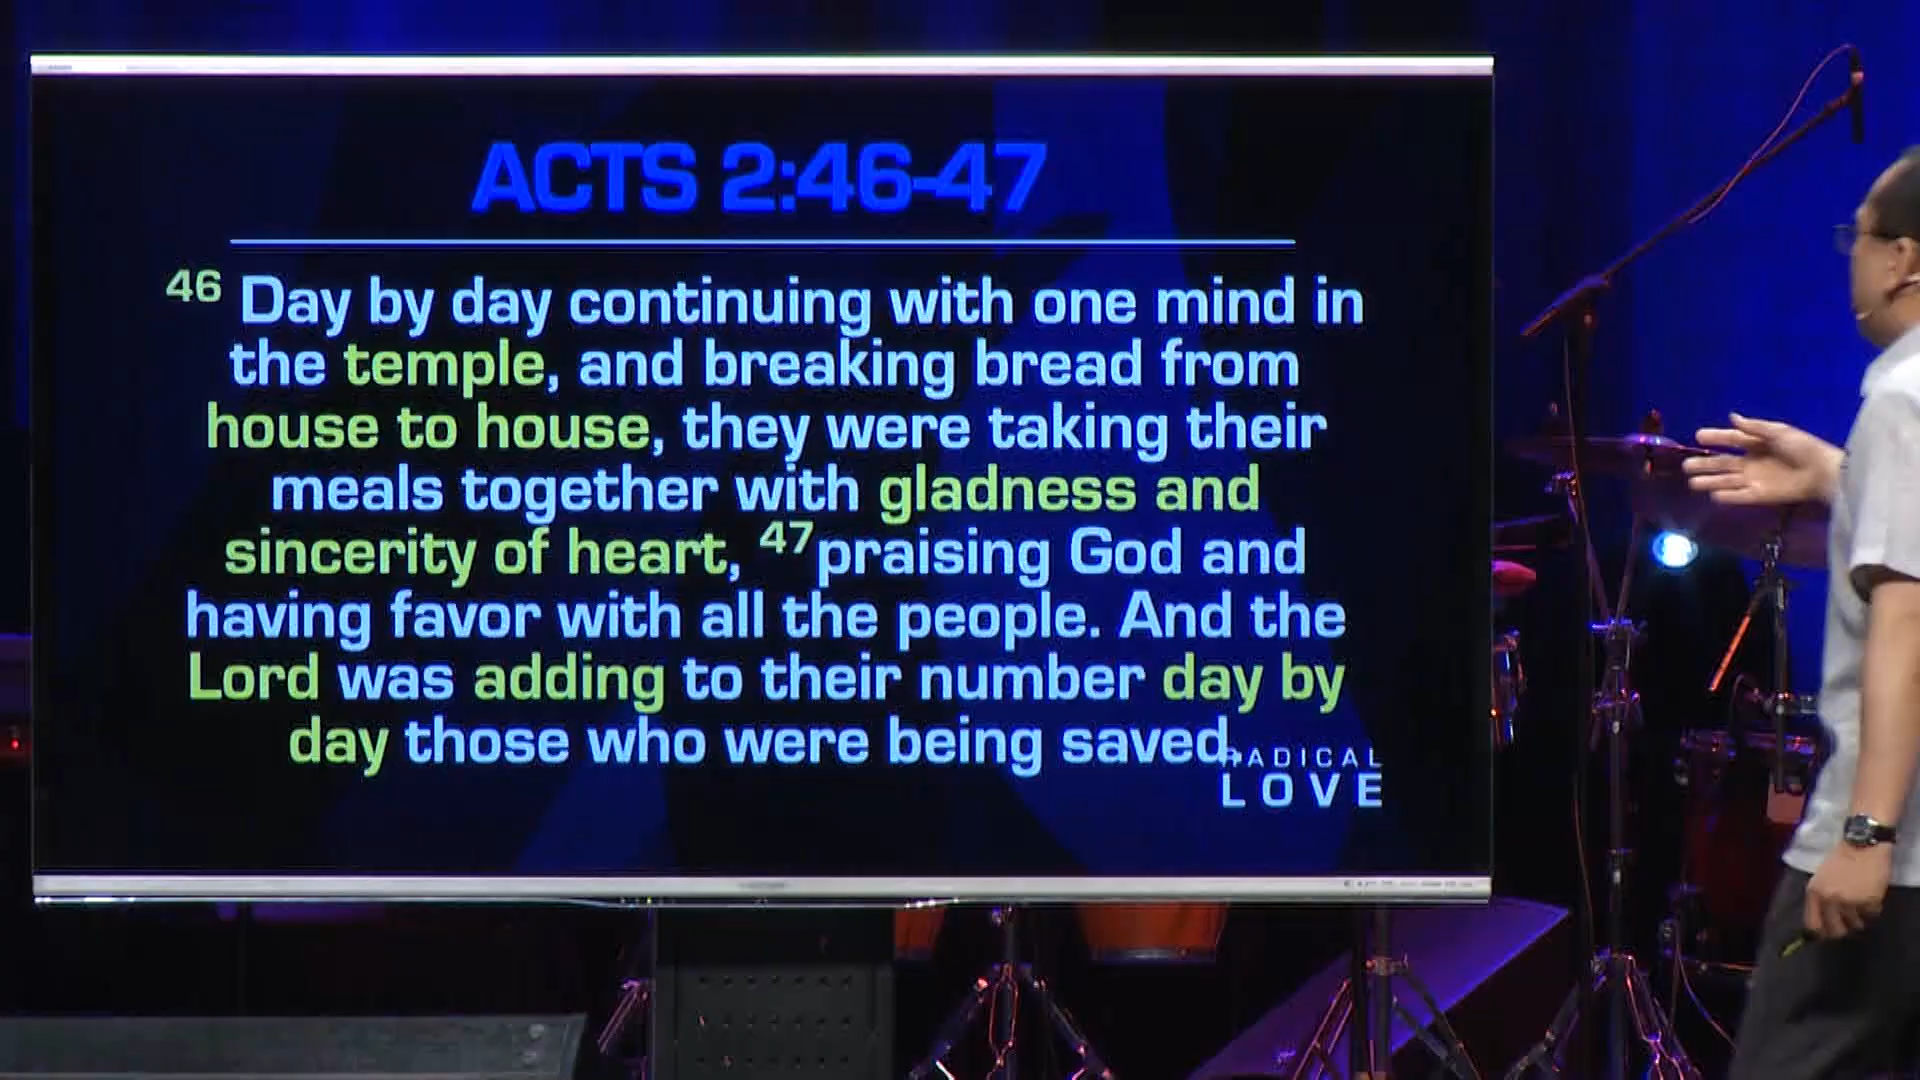 ACTS 2:46-47
46 Day by day continuing with one mind in
the temple, and breaking bread from
house to house, they were taking their
meals together with gladness and
sincerity of heart, 47praising God and
having favor with all the people. And the
Lord was adding to their number day by
day those who were being saved.
RADICAL
LOVE